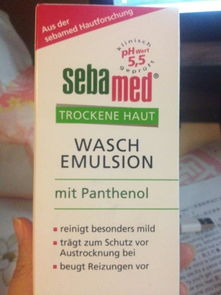 Aus der
sebamed Hautforschung
klinisch
pH Wert
5,5
geprüft
sebamed®
TROCKENE HAUT
WASCH
EMULSION
mit Panthenol
reinigt besonders mild
trägt zum Schutz vor
Austrocknung bei
beugt Reizungen vor